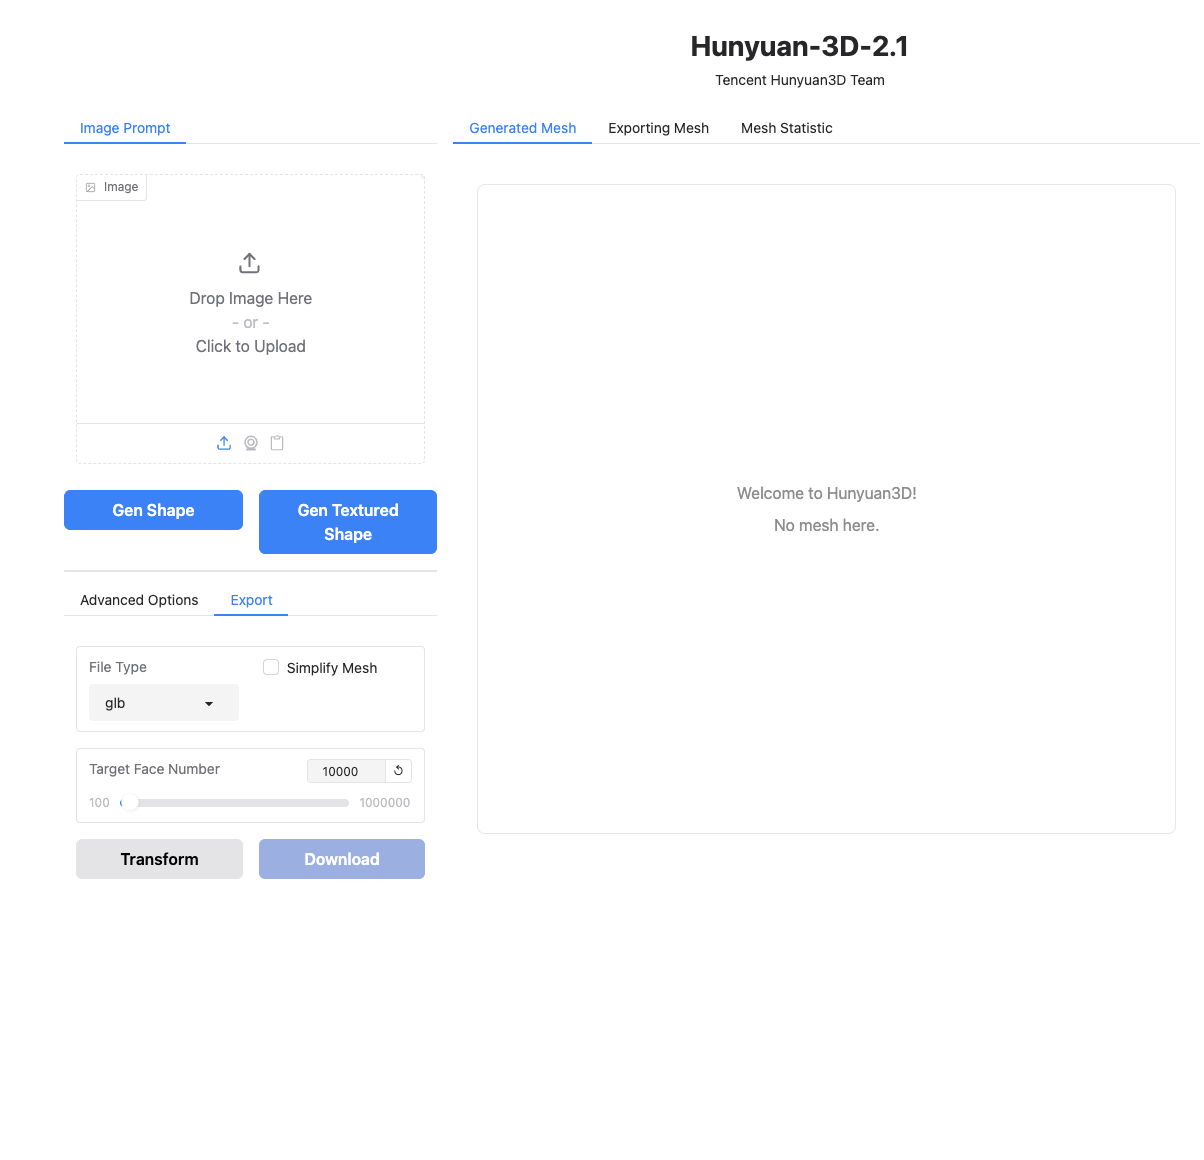 Hunyuan-3D-2.1
Tencent Hunyuan3D Team
Image Prompt
Image
Drop Image Here
- or -
Click to Upload
Gen Shape
Gen Textured
Shape
Advanced Options
Export
File Type
glb
Simplify Mesh
Target Face Number
10000
100
1000000
Transform
Download
Generated Mesh
Exporting Mesh
Mesh Statistic
Welcome to Hunyuan3D!
No mesh here.